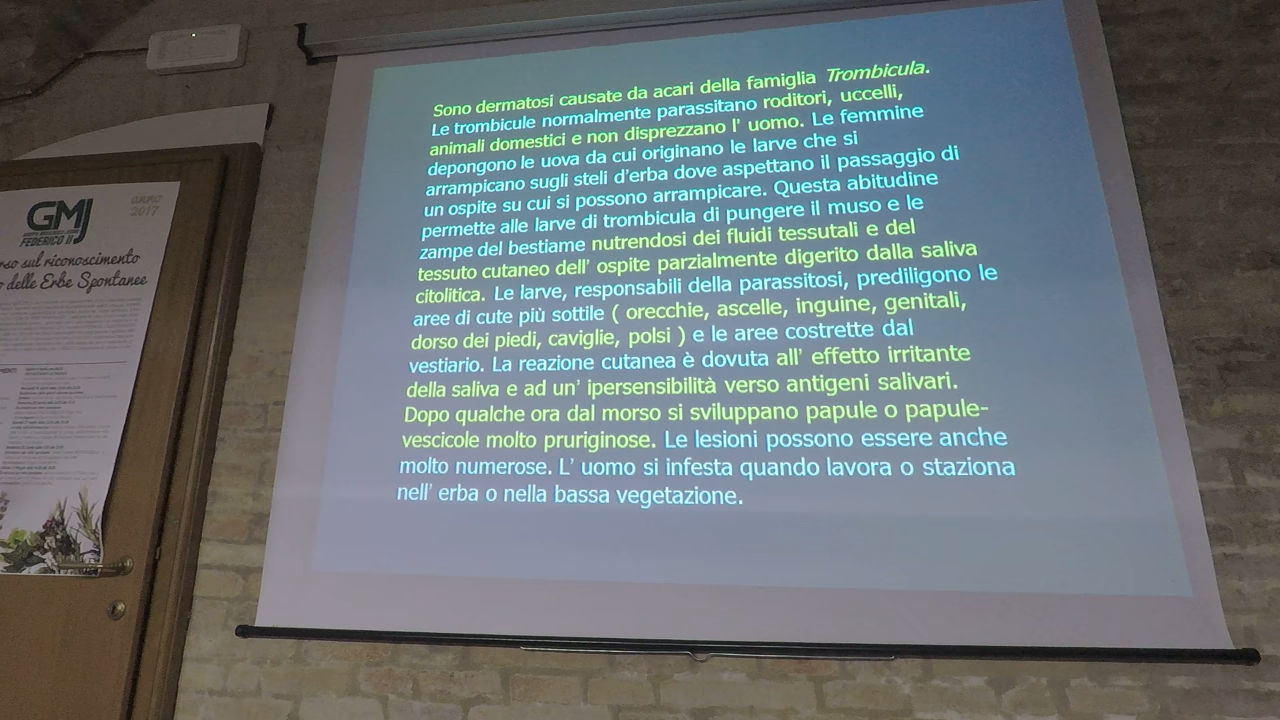 Sono dermatosi causate da acari della famiglia Trombicula.
Le trombicule normalmente parassitano roditori, uccelli,
animali domestici e non disprezzano l' uomo. Le femmine
depongono le uova da cui originano le larve che si
arrampicano sugli steli d'erba dove aspettano il passaggio di
un ospite su cui si possono arrampicare. Questa abitudine
permette alle larve di trombicula di pungere il muso e le
zampe del bestiame nutrendosi dei fluidi tessutali e del
tessuto cutaneo dell' ospite parzialmente digerito dalla saliva
citolitica. Le larve, responsabili della parassitosi, prediligono le
aree di cute più sottile ( orecchie, ascelle, inguine, genitali,
dorso dei piedi, caviglie, polsi ) e le aree costrette dal
vestiario. La reazione cutanea è dovuta all' effetto irritante
della saliva e ad un' ipersensibilità verso antigeni salivari.
Dopo qualche ora dal morso si sviluppano papule o papule-
vescicole molto pruriginose. Le lesioni possono essere anche
molto numerose. L' uomo si infesta quando lavora o staziona
nell' erba o nella bassa vegetazione.
GMJ
anno
2017
FEDERICO II
sul riconoscimento
delle Erbe Spontanee